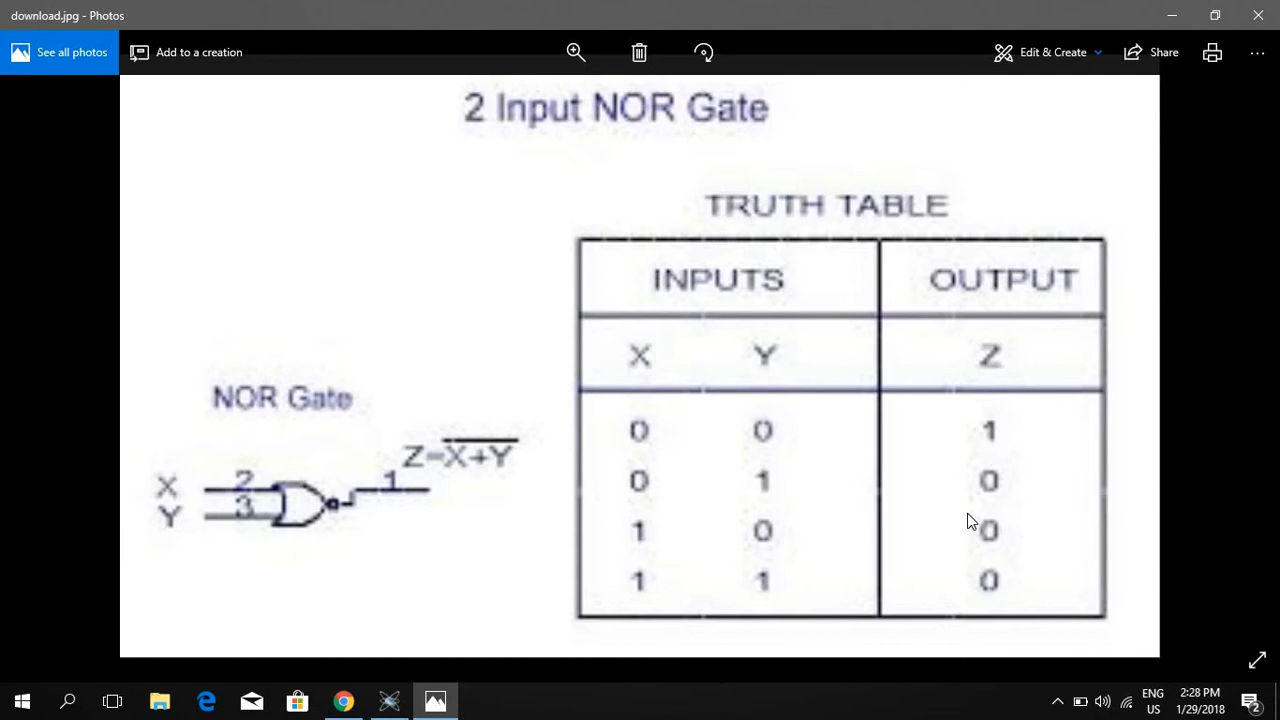 download.jpg - Photos
See all photos
Add to a creation
Edit & Create
Share
2 Input NOR Gate
TRUTH TABLE
INPUTS OUTPUT
X Y Z
0 0 1
0 1 0
1 0 0
1 1 0
NOR Gate
Z=X̅+̅Y̅
X 2 1
Y 3
ENG
US
2:28 PM
1/29/2018
2